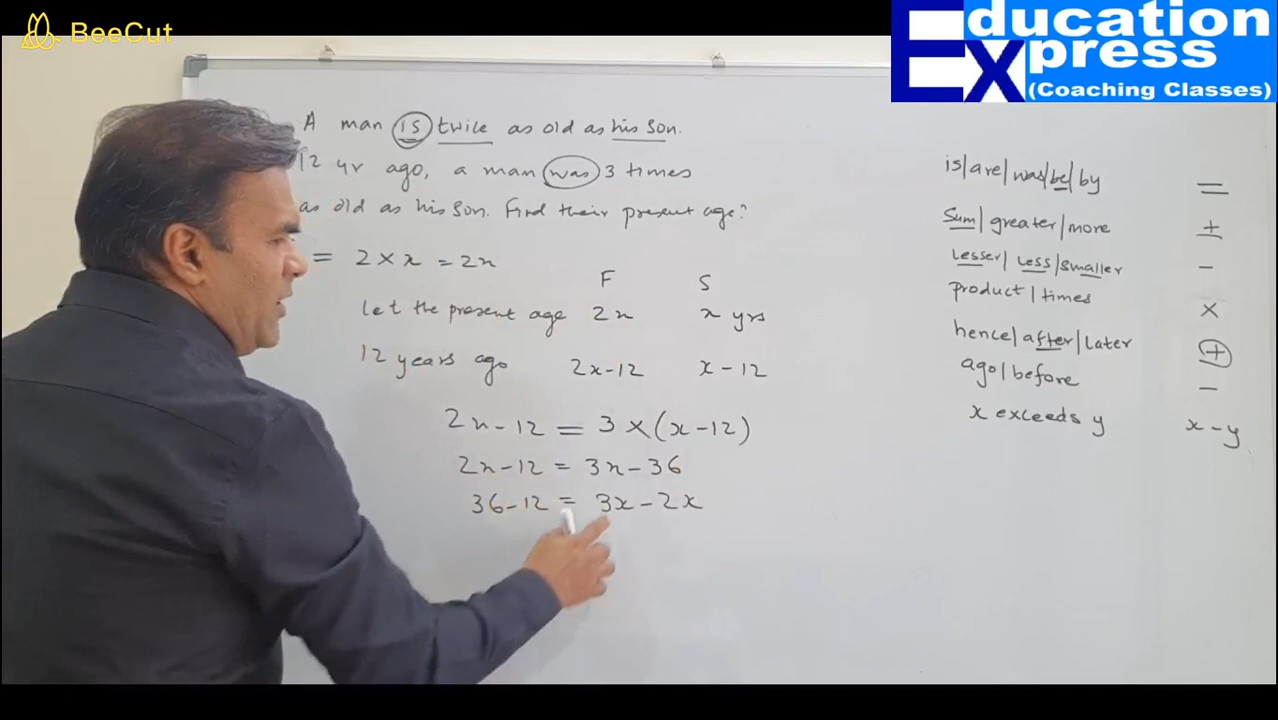 BeeCut
Education
Express
(Coaching Classes)
A man is twice as old as his son.
12 yr ago, a man was 3 times
as old as his son. Find their present age?
= 2 × x = 2x
F S
let the present age 2x x yrs
12 years ago 2x-12 x-12
2x-12 = 3×(x-12)
2x-12 = 3x-36
36-12 = 3x-2x
is/are/was/be/by =
Sum/greater/more +
lesser/less/smaller -
product/times ×
hence/after/later +
ago/before -
x exceeds y x-y